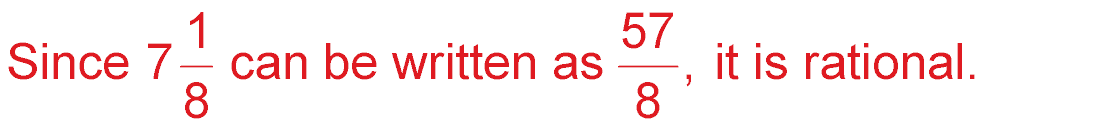 Since 7 1/8 can be written as 57/8, it is rational.